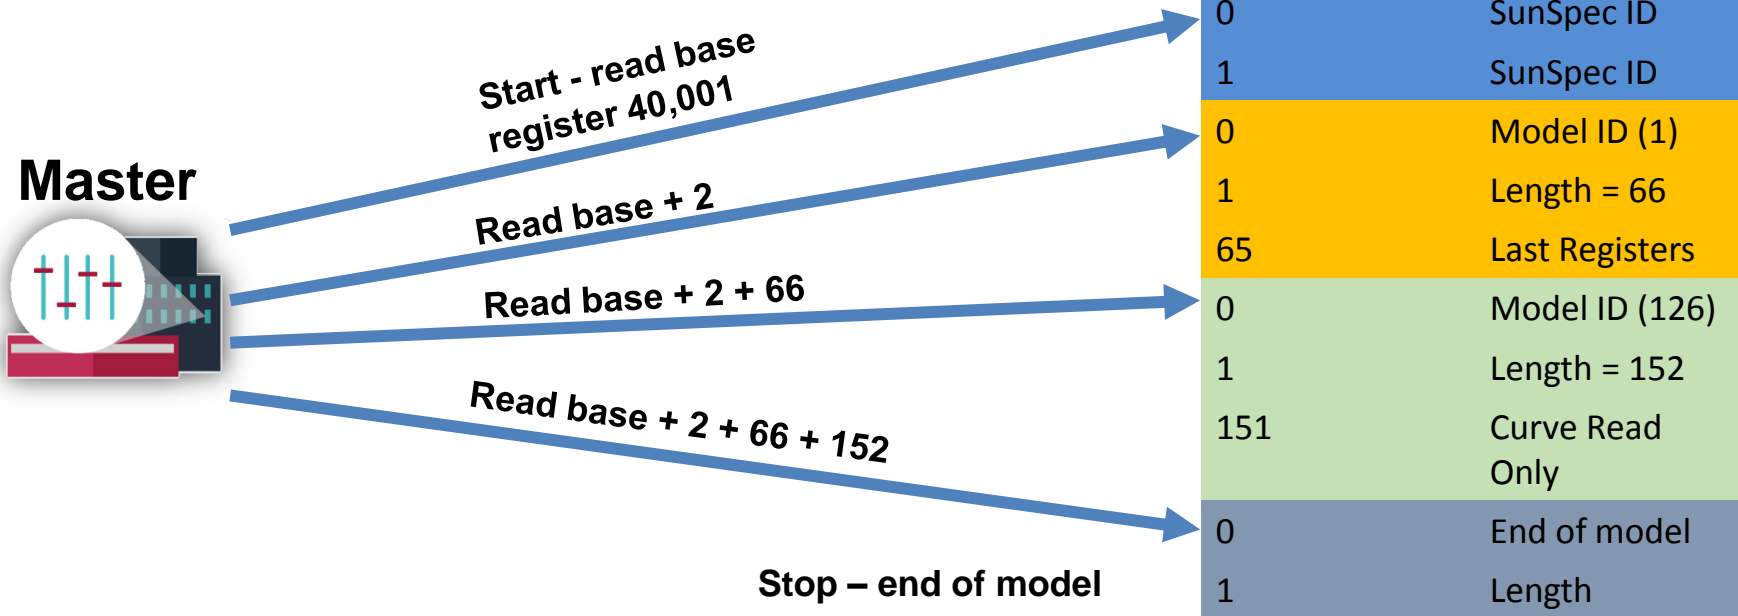 Master
Start - read base
register 40,001
Read base + 2
Read base + 2 + 66
Read base + 2 + 66 + 152
Stop – end of model
0 SunSpec ID
1 SunSpec ID
0 Model ID (1)
1 Length = 66
65 Last Registers
0 Model ID (126)
1 Length = 152
151 Curve Read
Only
0 End of model
1 Length